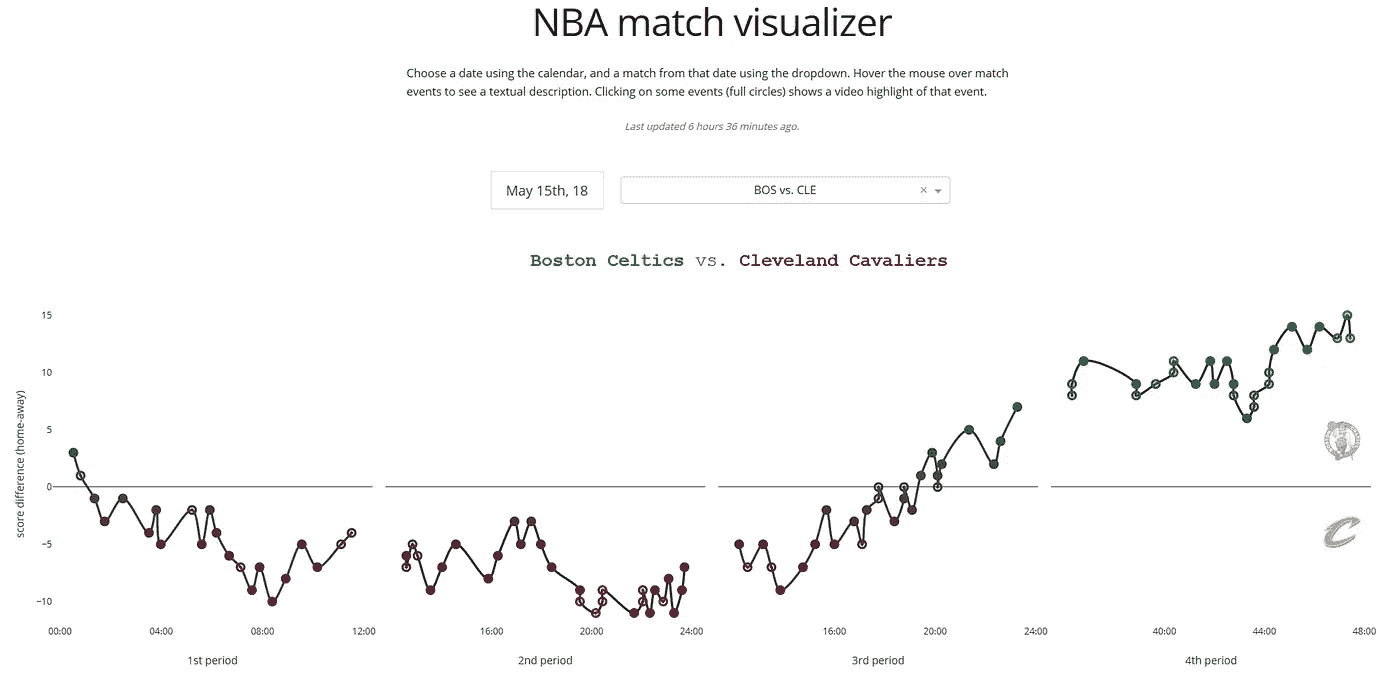 NBA match visualizer
Choose a date using the calendar, and a match from that date using the dropdown. Hover the mouse over match
events to see a textual description. Clicking on some events (full circles) shows a video highlight of that event.
Last updated 6 hours 36 minutes ago.
May 15th, 18
BOS vs. CLE
×
Boston Celtics vs. Cleveland Cavaliers
score difference (home-away)
15
10
5
0
−5
−10
00:00 04:00 08:00 12:00 16:00 20:00 24:00 16:00 20:00 24:00 40:00 44:00 48:00
1st period 2nd period 3rd period 4th period